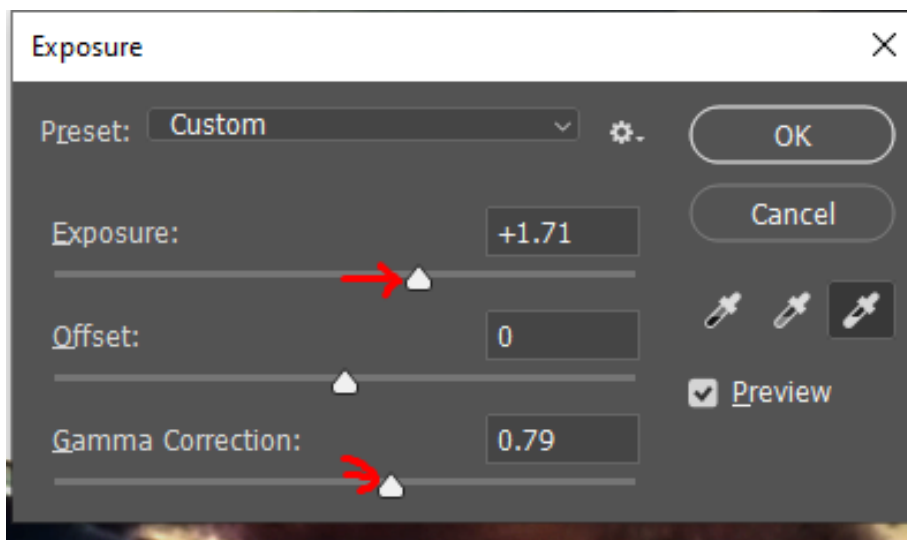 Exposure
Preset: Custom
OK
Cancel
Exposure: +1.71
Offset: 0
Preview
Gamma Correction: 0.79